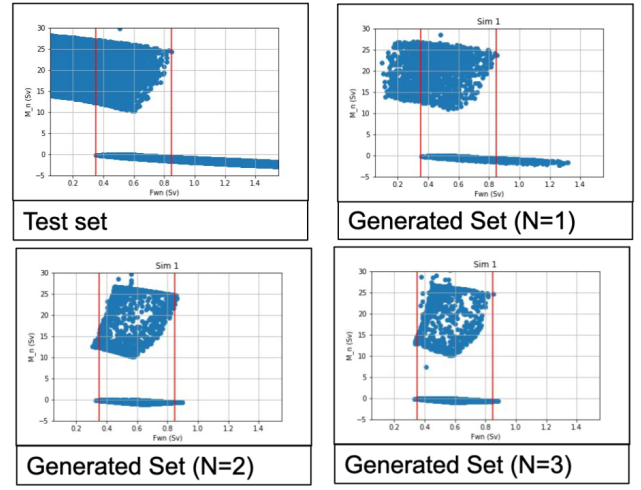 30
25
20
15
10
5
0
−5
M_n (Sv)
0.2 0.4 0.6 0.8 1.0 1.2 1.4
Fwn (Sv)
Test set
Sim 1
30
25
20
15
10
5
0
−5
M_n (Sv)
0.2 0.4 0.6 0.8 1.0 1.2 1.4
Fwn (Sv)
Generated Set (N=1)
Sim 1
30
25
20
15
10
5
0
−5
M_n (Sv)
0.2 0.4 0.6 0.8 1.0 1.2 1.4
Fwn (Sv)
Generated Set (N=2)
Sim 1
30
25
20
15
10
5
0
−5
M_n (Sv)
0.2 0.4 0.6 0.8 1.0 1.2 1.4
Fwn (Sv)
Generated Set (N=3)